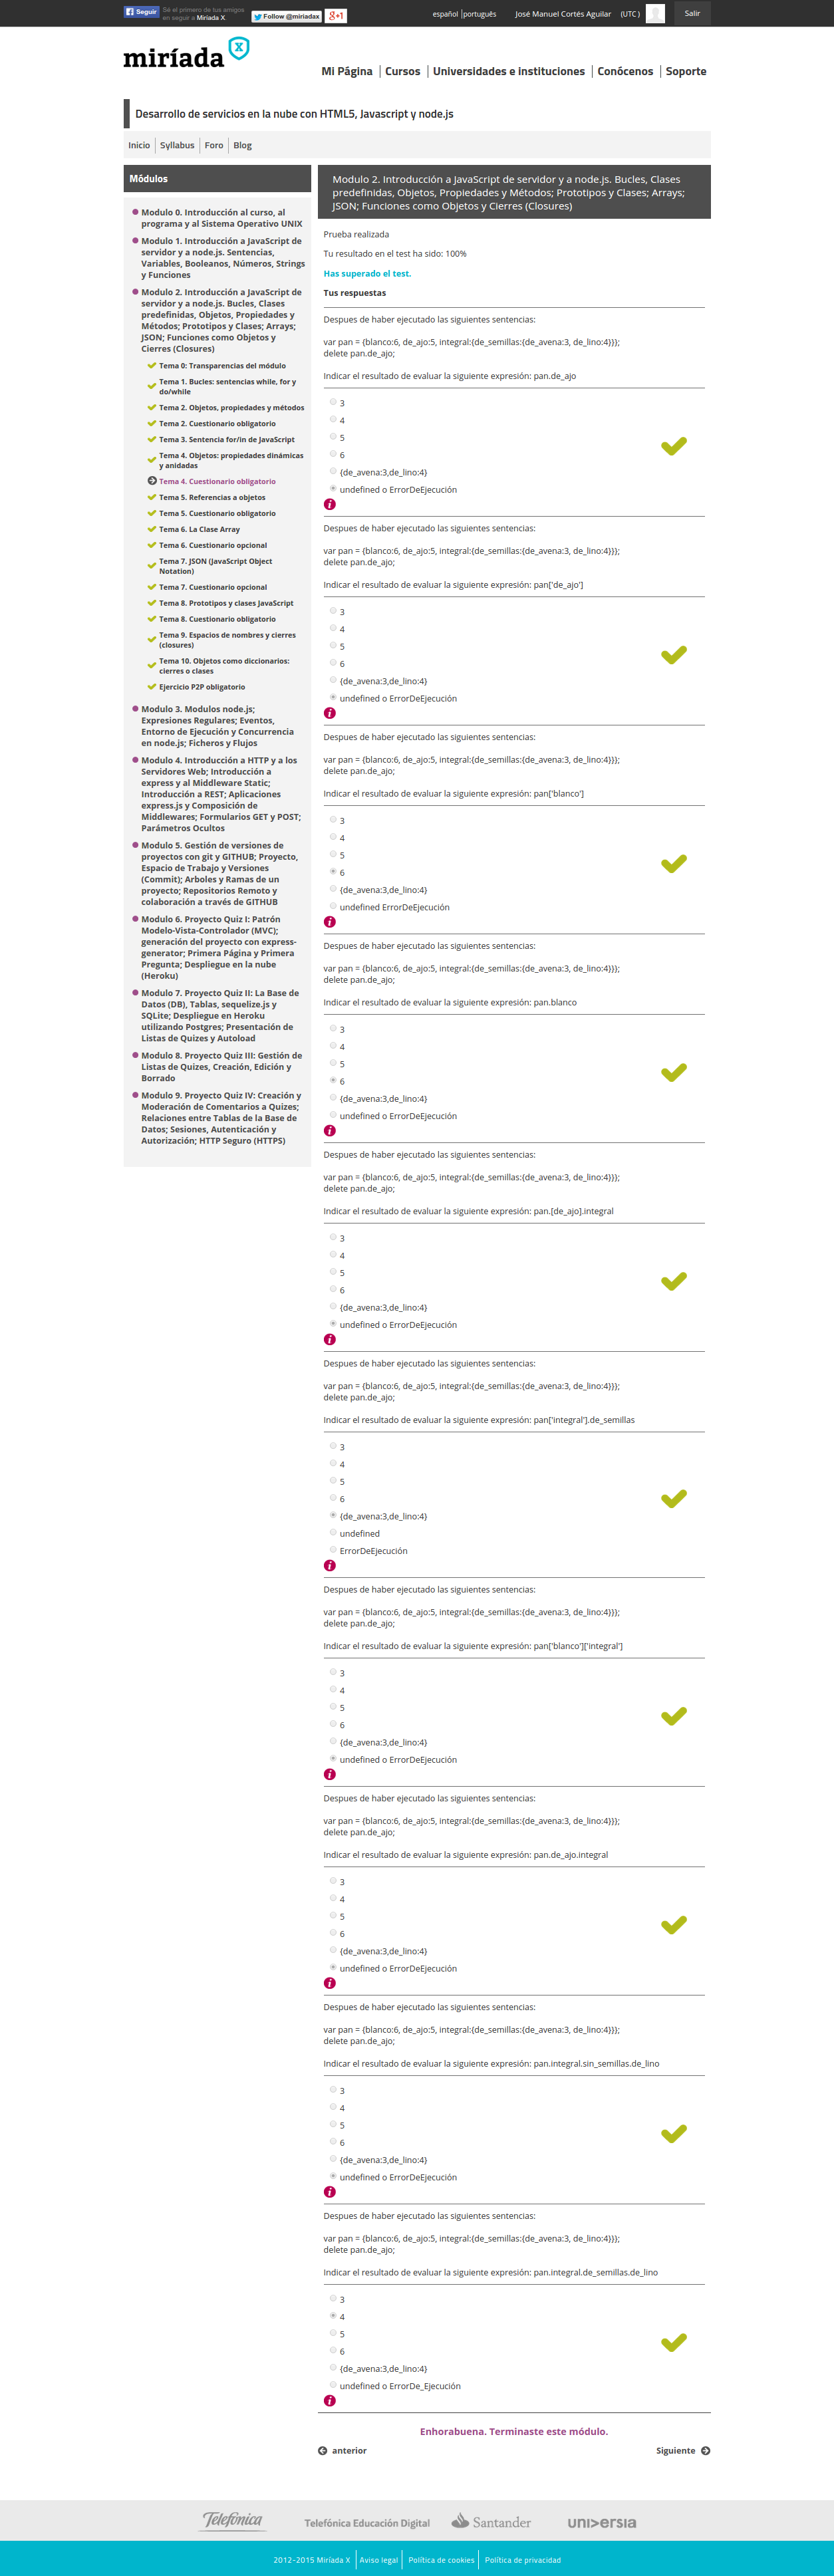 Seguir
Sé el primero de tus amigos
en seguir a Miríada X.
Follow @miriadax
+1
español
português
José Manuel Cortés Aguilar
(UTC )
Salir
miríada X
Mi Página
Cursos
Universidades e instituciones
Conócenos
Soporte
Desarrollo de servicios en la nube con HTML5, Javascript y node.js
Inicio
Syllabus
Foro
Blog
Módulos
Modulo 0. Introducción al curso, al
programa y al Sistema Operativo UNIX
Modulo 1. Introducción a JavaScript de
servidor y a node.js. Sentencias,
Variables, Booleanos, Números, Strings
y Funciones
Modulo 2. Introducción a JavaScript de
servidor y a node.js. Bucles, Clases
predefinidas, Objetos, Propiedades y
Métodos; Prototipos y Clases; Arrays;
JSON; Funciones como Objetos y
Cierres (Closures)
Tema 0: Transparencias del módulo
Tema 1. Bucles: sentencias while, for y
do/while
Tema 2. Objetos, propiedades y métodos
Tema 2. Cuestionario obligatorio
Tema 3. Sentencia for/in de JavaScript
Tema 4. Objetos: propiedades dinámicas
y anidadas
Tema 4. Cuestionario obligatorio
Tema 5. Referencias a objetos
Tema 5. Cuestionario obligatorio
Tema 6. La Clase Array
Tema 6. Cuestionario opcional
Tema 7. JSON (JavaScript Object
Notation)
Tema 7. Cuestionario opcional
Tema 8. Prototipos y clases JavaScript
Tema 8. Cuestionario obligatorio
Tema 9. Espacios de nombres y cierres
(closures)
Tema 10. Objetos como diccionarios:
cierres o clases
Ejercicio P2P obligatorio
Modulo 3. Modulos node.js;
Expresiones Regulares; Eventos,
Entorno de Ejecución y Concurrencia
en node.js; Ficheros y Flujos
Modulo 4. Introducción a HTTP y a los
Servidores Web; Introducción a
express y al Middleware Static;
Introducción a REST; Aplicaciones
express.js y Composición de
Middlewares; Formularios GET y POST;
Parámetros Ocultos
Modulo 5. Gestión de versiones de
proyectos con git y GITHUB; Proyecto,
Espacio de Trabajo y Versiones
(Commit); Arboles y Ramas de un
proyecto; Repositorios Remoto y
colaboración a través de GITHUB
Modulo 6. Proyecto Quiz I: Patrón
Modelo-Vista-Controlador (MVC);
generación del proyecto con express-
generator; Primera Página y Primera
Pregunta; Despliegue en la nube
(Heroku)
Modulo 7. Proyecto Quiz II: La Base de
Datos (DB), Tablas, sequelize.js y
SQLite; Despliegue en Heroku
utilizando Postgres; Presentación de
Listas de Quizes y Autoload
Modulo 8. Proyecto Quiz III: Gestión de
Listas de Quizes, Creación, Edición y
Borrado
Modulo 9. Proyecto Quiz IV: Creación y
Moderación de Comentarios a Quizes;
Relaciones entre Tablas de la Base de
Datos; Sesiones, Autenticación y
Autorización; HTTP Seguro (HTTPS)
Modulo 2. Introducción a JavaScript de servidor y a node.js. Bucles, Clases
predefinidas, Objetos, Propiedades y Métodos; Prototipos y Clases; Arrays;
JSON; Funciones como Objetos y Cierres (Closures)
Prueba realizada
Tu resultado en el test ha sido: 100%
Has superado el test.
Tus respuestas
Despues de haber ejecutado las siguientes sentencias:
var pan = {blanco:6, de_ajo:5, integral:{de_semillas:{de_avena:3, de_lino:4}}};
delete pan.de_ajo;
Indicar el resultado de evaluar la siguiente expresión: pan.de_ajo
3
4
5
6
{de_avena:3,de_lino:4}
undefined o ErrorDeEjecución
Despues de haber ejecutado las siguientes sentencias:
var pan = {blanco:6, de_ajo:5, integral:{de_semillas:{de_avena:3, de_lino:4}}};
delete pan.de_ajo;
Indicar el resultado de evaluar la siguiente expresión: pan['de_ajo']
3
4
5
6
{de_avena:3,de_lino:4}
undefined o ErrorDeEjecución
Despues de haber ejecutado las siguientes sentencias:
var pan = {blanco:6, de_ajo:5, integral:{de_semillas:{de_avena:3, de_lino:4}}};
delete pan.de_ajo;
Indicar el resultado de evaluar la siguiente expresión: pan['blanco']
3
4
5
6
{de_avena:3,de_lino:4}
undefined ErrorDeEjecución
Despues de haber ejecutado las siguientes sentencias:
var pan = {blanco:6, de_ajo:5, integral:{de_semillas:{de_avena:3, de_lino:4}}};
delete pan.de_ajo;
Indicar el resultado de evaluar la siguiente expresión: pan.blanco
3
4
5
6
{de_avena:3,de_lino:4}
undefined o ErrorDeEjecución
Despues de haber ejecutado las siguientes sentencias:
var pan = {blanco:6, de_ajo:5, integral:{de_semillas:{de_avena:3, de_lino:4}}};
delete pan.de_ajo;
Indicar el resultado de evaluar la siguiente expresión: pan.[de_ajo].integral
3
4
5
6
{de_avena:3,de_lino:4}
undefined o ErrorDeEjecución
Despues de haber ejecutado las siguientes sentencias:
var pan = {blanco:6, de_ajo:5, integral:{de_semillas:{de_avena:3, de_lino:4}}};
delete pan.de_ajo;
Indicar el resultado de evaluar la siguiente expresión: pan['integral'].de_semillas
3
4
5
6
{de_avena:3,de_lino:4}
undefined
ErrorDeEjecución
Despues de haber ejecutado las siguientes sentencias:
var pan = {blanco:6, de_ajo:5, integral:{de_semillas:{de_avena:3, de_lino:4}}};
delete pan.de_ajo;
Indicar el resultado de evaluar la siguiente expresión: pan['blanco']['integral']
3
4
5
6
{de_avena:3,de_lino:4}
undefined o ErrorDeEjecución
Despues de haber ejecutado las siguientes sentencias:
var pan = {blanco:6, de_ajo:5, integral:{de_semillas:{de_avena:3, de_lino:4}}};
delete pan.de_ajo;
Indicar el resultado de evaluar la siguiente expresión: pan.de_ajo.integral
3
4
5
6
{de_avena:3,de_lino:4}
undefined o ErrorDeEjecución
Despues de haber ejecutado las siguientes sentencias:
var pan = {blanco:6, de_ajo:5, integral:{de_semillas:{de_avena:3, de_lino:4}}};
delete pan.de_ajo;
Indicar el resultado de evaluar la siguiente expresión: pan.integral.sin_semillas.de_lino
3
4
5
6
{de_avena:3,de_lino:4}
undefined o ErrorDeEjecución
Despues de haber ejecutado las siguientes sentencias:
var pan = {blanco:6, de_ajo:5, integral:{de_semillas:{de_avena:3, de_lino:4}}};
delete pan.de_ajo;
Indicar el resultado de evaluar la siguiente expresión: pan.integral.de_semillas.de_lino
3
4
5
6
{de_avena:3,de_lino:4}
undefined o ErrorDe_Ejecución
Enhorabuena. Terminaste este módulo.
anterior
Siguiente
Telefónica
Telefónica Educación Digital
Santander
universia
2012-2015 Miríada X
Aviso legal
Política de cookies
Política de privacidad